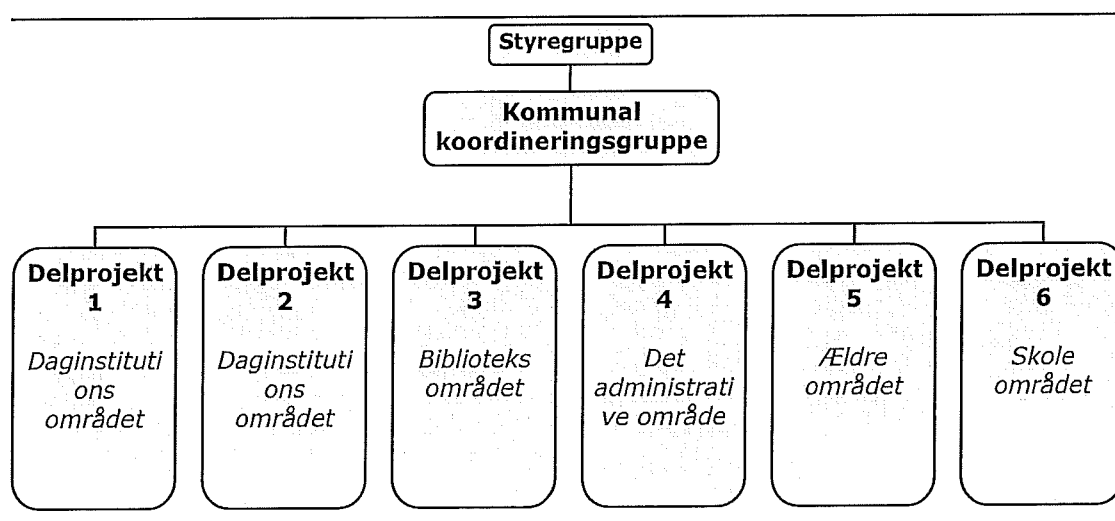 Styregruppe
Kommunal
koordineringsgruppe
Delprojekt
1
Daginstituti
ons
området
Delprojekt
2
Daginstituti
ons
området
Delprojekt
3
Biblioteks
området
Delprojekt
4
Det
administrati
ve område
Delprojekt
5
Ældre
området
Delprojekt
6
Skole
området